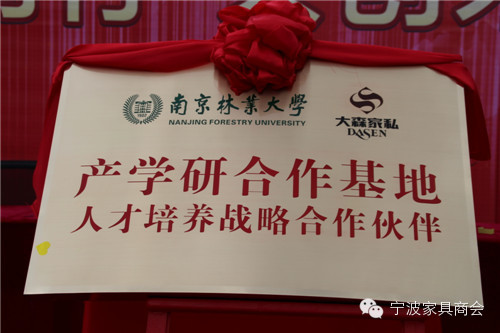 南京林業大學
NANJING FORESTRY UNIVERSITY
1902
大森家私
DASEN
产学研合作基地
人才培养战略合作伙伴
宁波家具商会